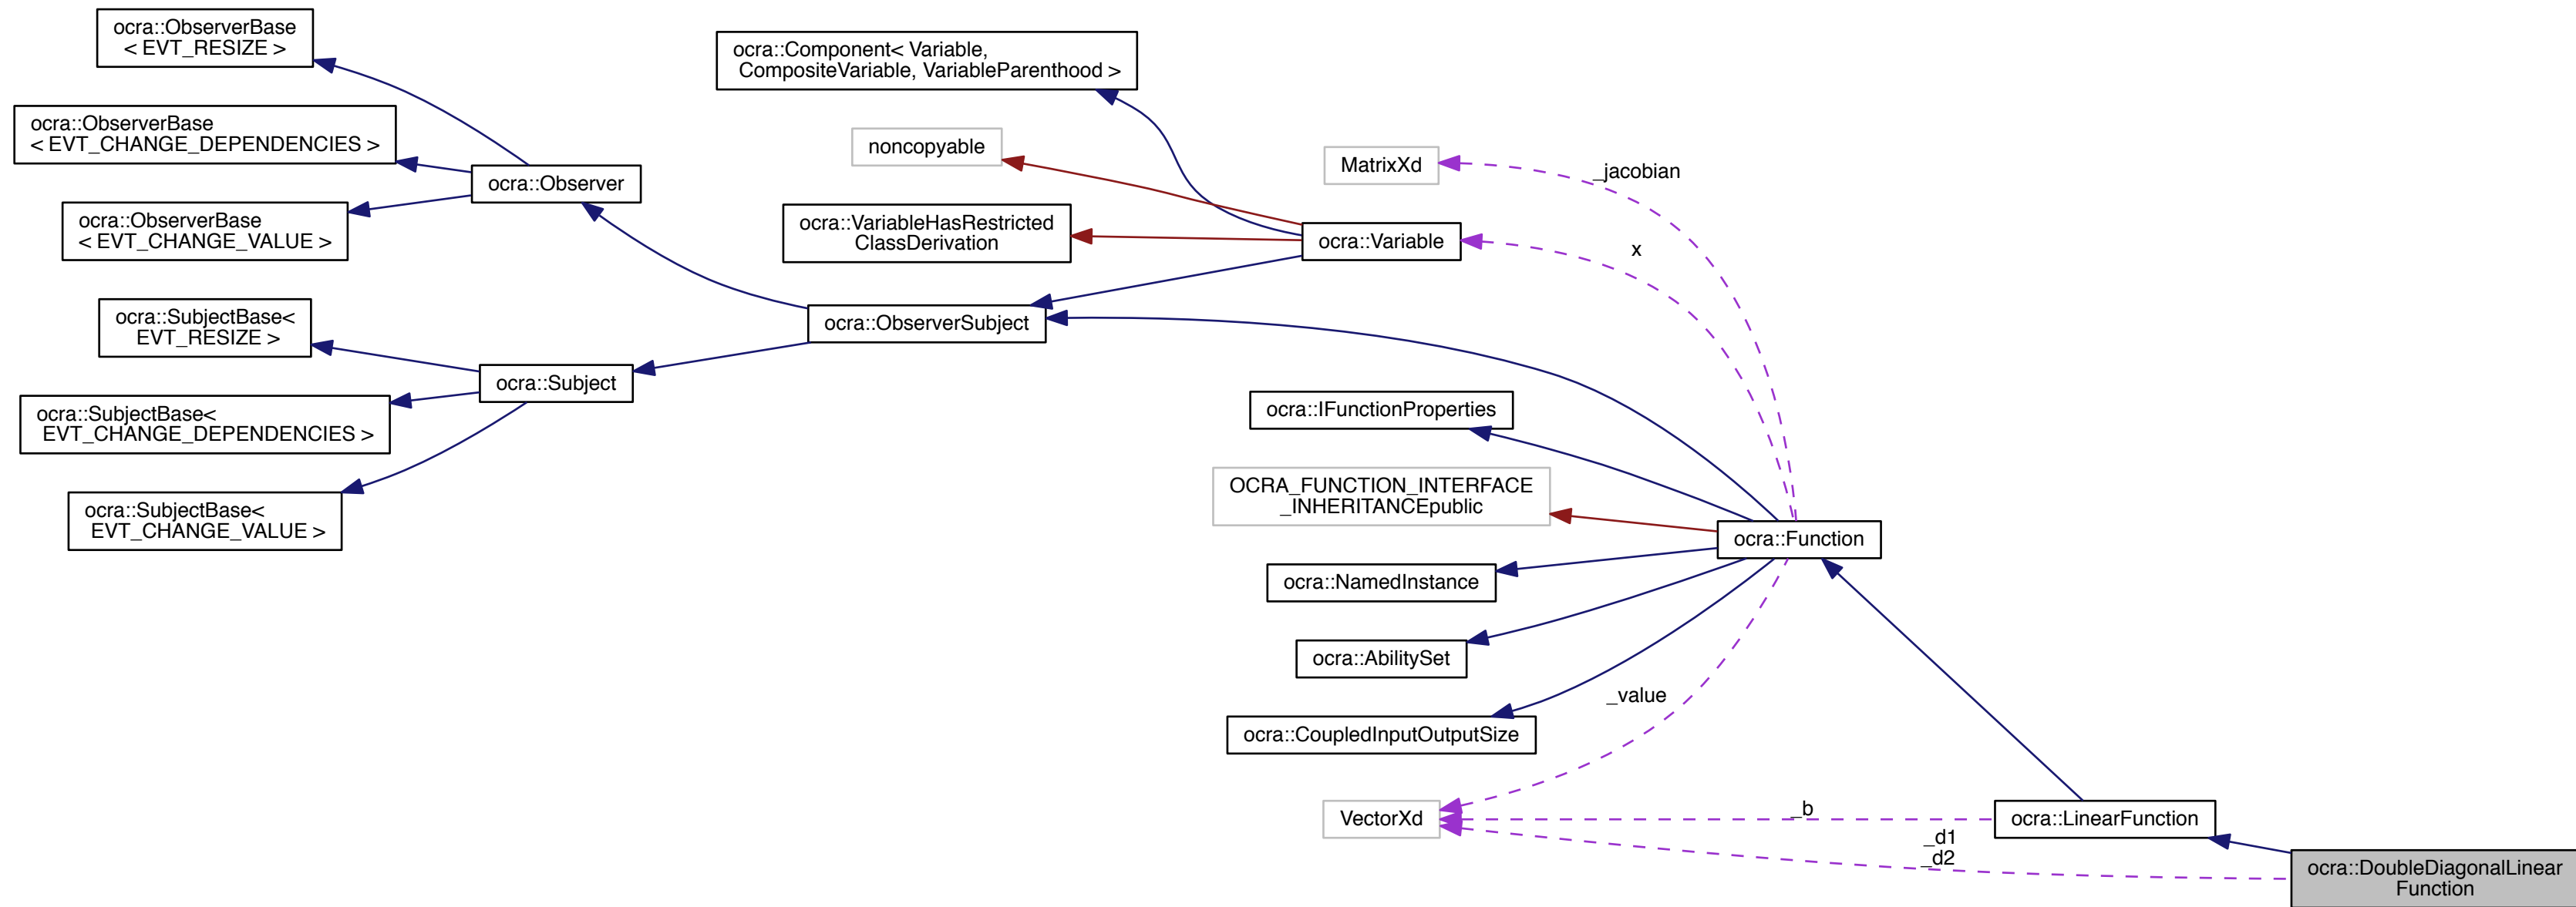 ocra::ObserverBase
< EVT_RESIZE >
ocra::ObserverBase
< EVT_CHANGE_DEPENDENCIES >
ocra::ObserverBase
< EVT_CHANGE_VALUE >
ocra::Observer
ocra::SubjectBase<
EVT_RESIZE >
ocra::SubjectBase<
EVT_CHANGE_DEPENDENCIES >
ocra::SubjectBase<
EVT_CHANGE_VALUE >
ocra::Subject
ocra::Component< Variable,
CompositeVariable, VariableParenthood >
noncopyable
ocra::VariableHasRestricted
ClassDerivation
ocra::ObserverSubject
MatrixXd
ocra::Variable
_jacobian
x
ocra::IFunctionProperties
OCRA_FUNCTION_INTERFACE
_INHERITANCEpublic
ocra::NamedInstance
ocra::AbilitySet
ocra::CoupledInputOutputSize
VectorXd
ocra::Function
_value
_b
_d1
_d2
ocra::LinearFunction
ocra::DoubleDiagonalLinear
Function